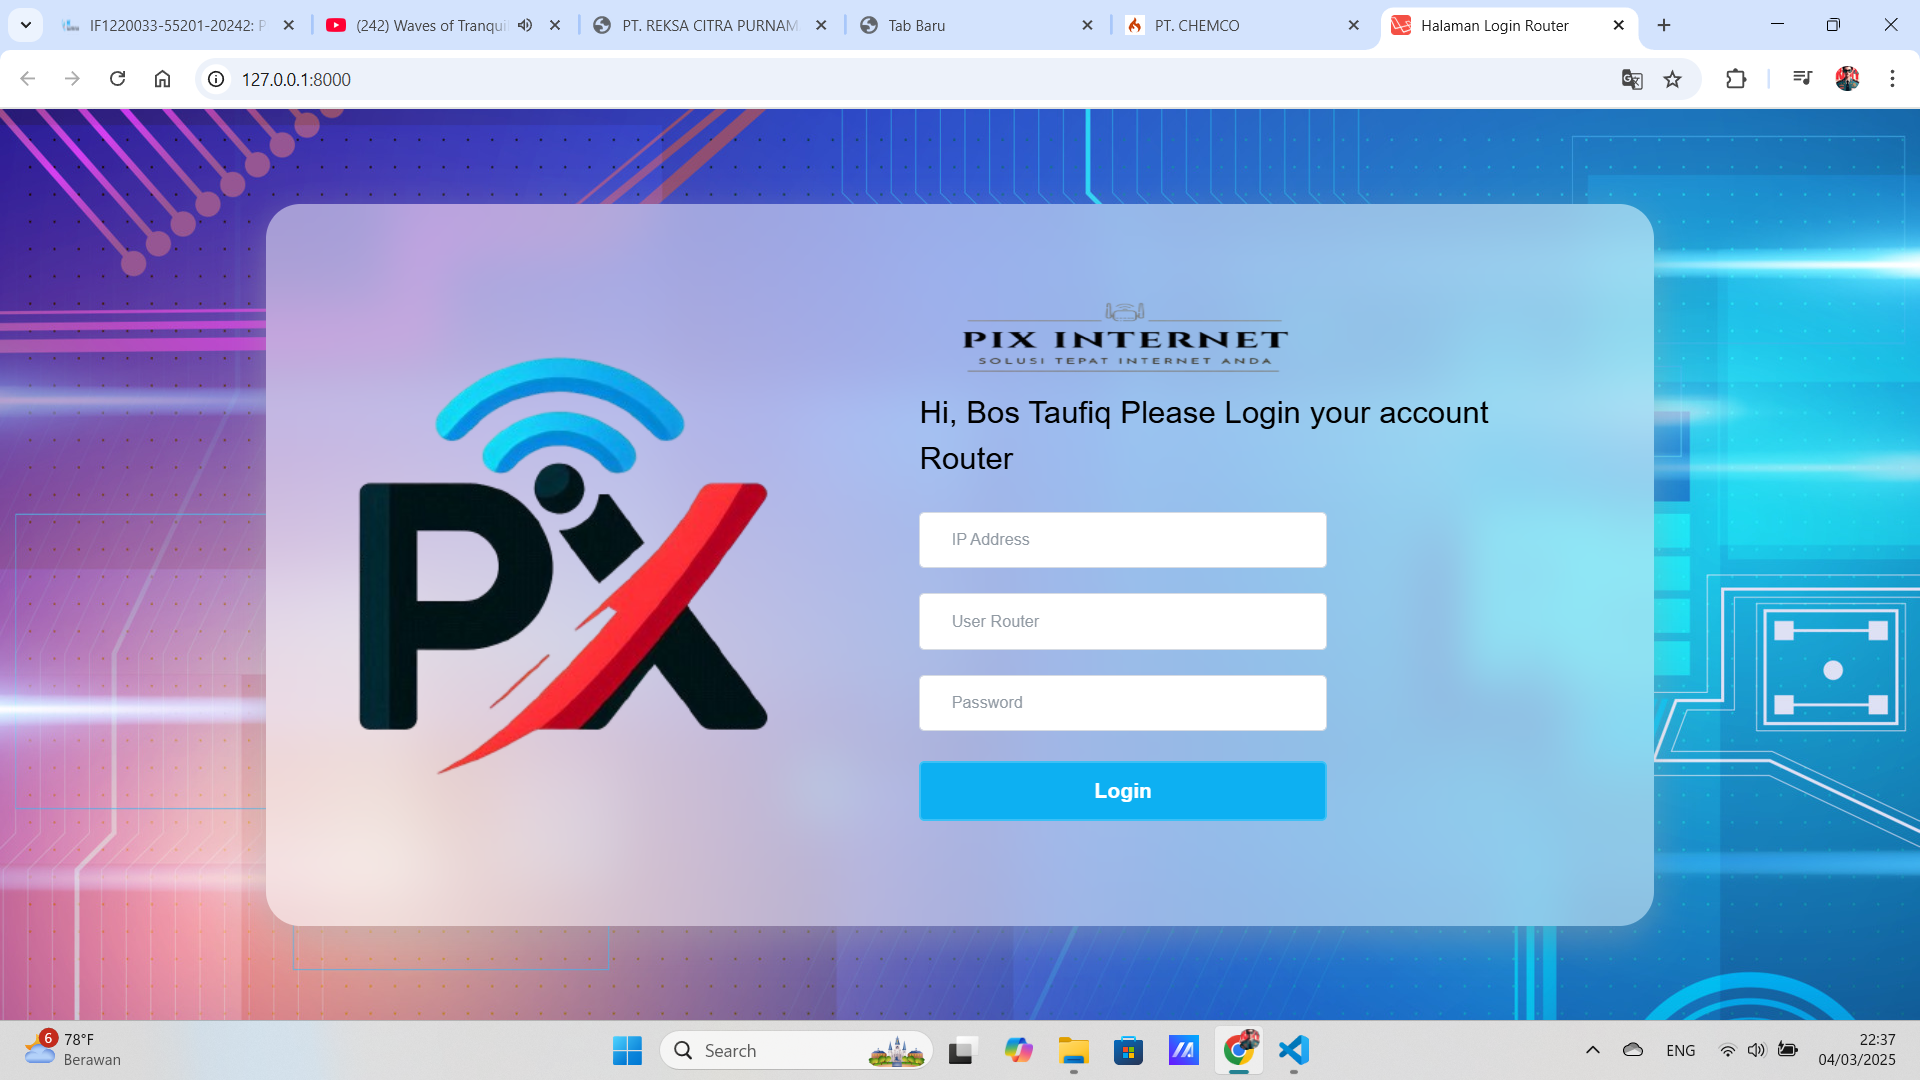 IF1220033-55201-20242: P
(242) Waves of Tranqui
PT. REKSA CITRA PURNAM
Tab Baru
PT. CHEMCO
Halaman Login Router
127.0.0.1:8000
PIX INTERNET
SOLUSI TEPAT INTERNET ANDA
Hi, Bos Taufiq Please Login your account
Router
PiX
IP Address
User Router
Password
Login
6
78°F
Berawan
Search
ENG
22:37
04/03/2025